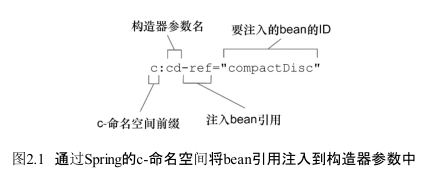 构造器参数名 要注入的bean的ID
c:cd-ref="compactDisc"
c-命名空间前缀 注入bean引用
图2.1 通过Spring的c-命名空间将bean引用注入到构造器参数中